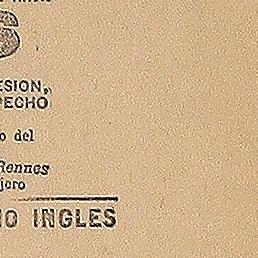 S
ESION,
PECHO
o del
Rennes
jero
IO INGLES